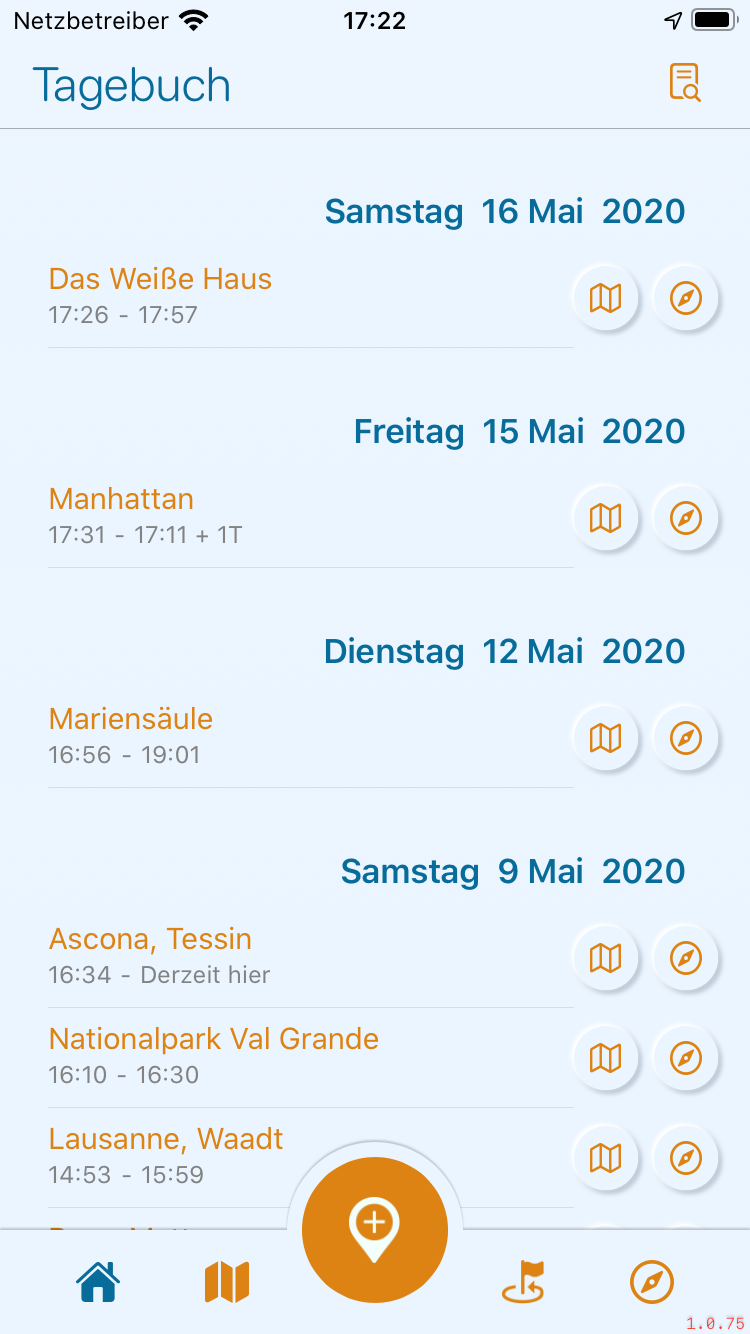 Netzbetreiber 17:22
Tagebuch
Samstag 16 Mai 2020
Das Weiße Haus
17:26 - 17:57
Freitag 15 Mai 2020
Manhattan
17:31 - 17:11 + 1T
Dienstag 12 Mai 2020
Mariensäule
16:56 - 19:01
Samstag 9 Mai 2020
Ascona, Tessin
16:34 - Derzeit hier
Nationalpark Val Grande
16:10 - 16:30
Lausanne, Waadt
14:53 - 15:59
1.0.75